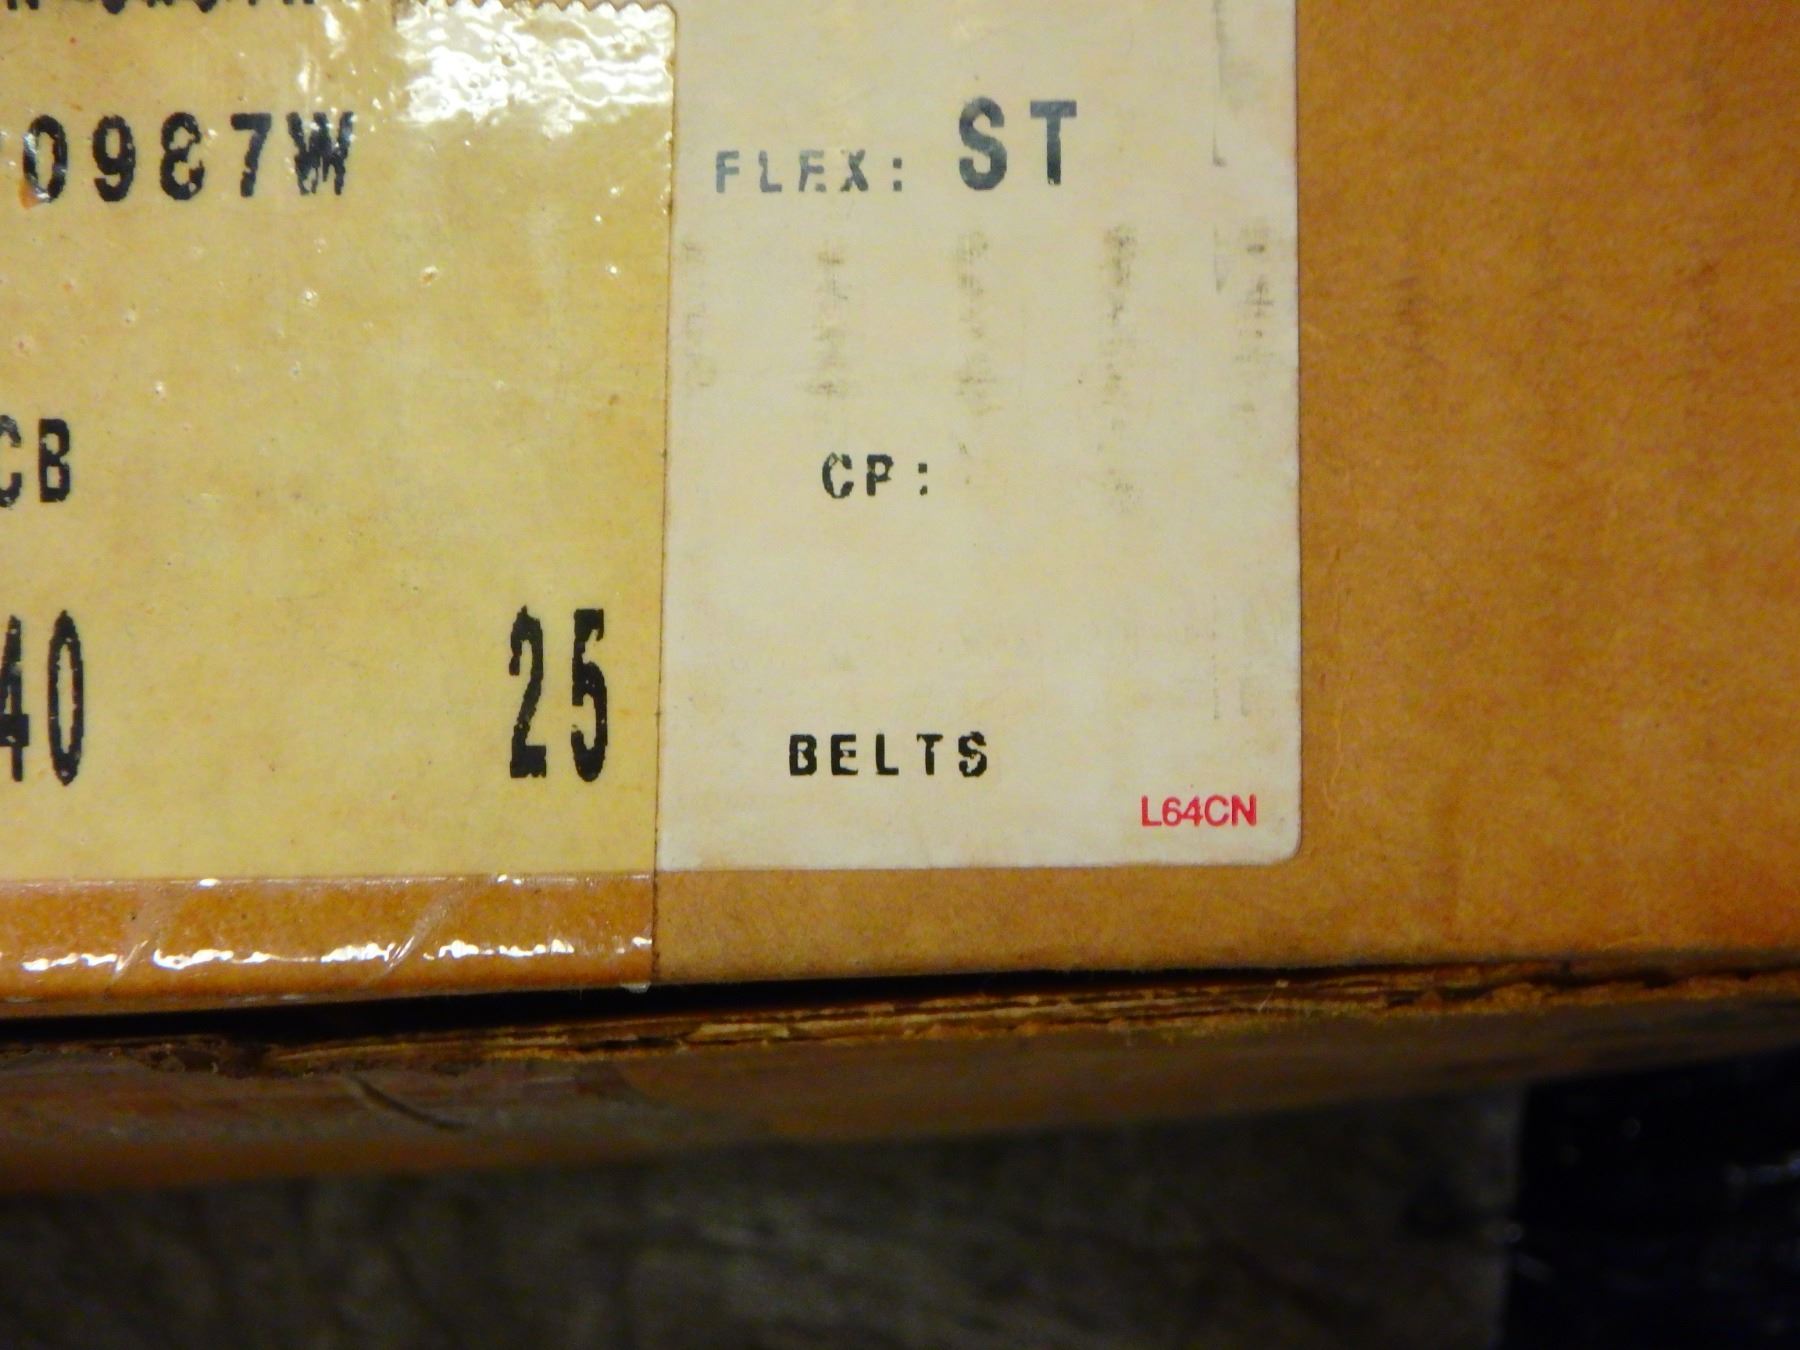 0987W
FLEX: ST
CB
CP:
40 25
BELTS
L64CN